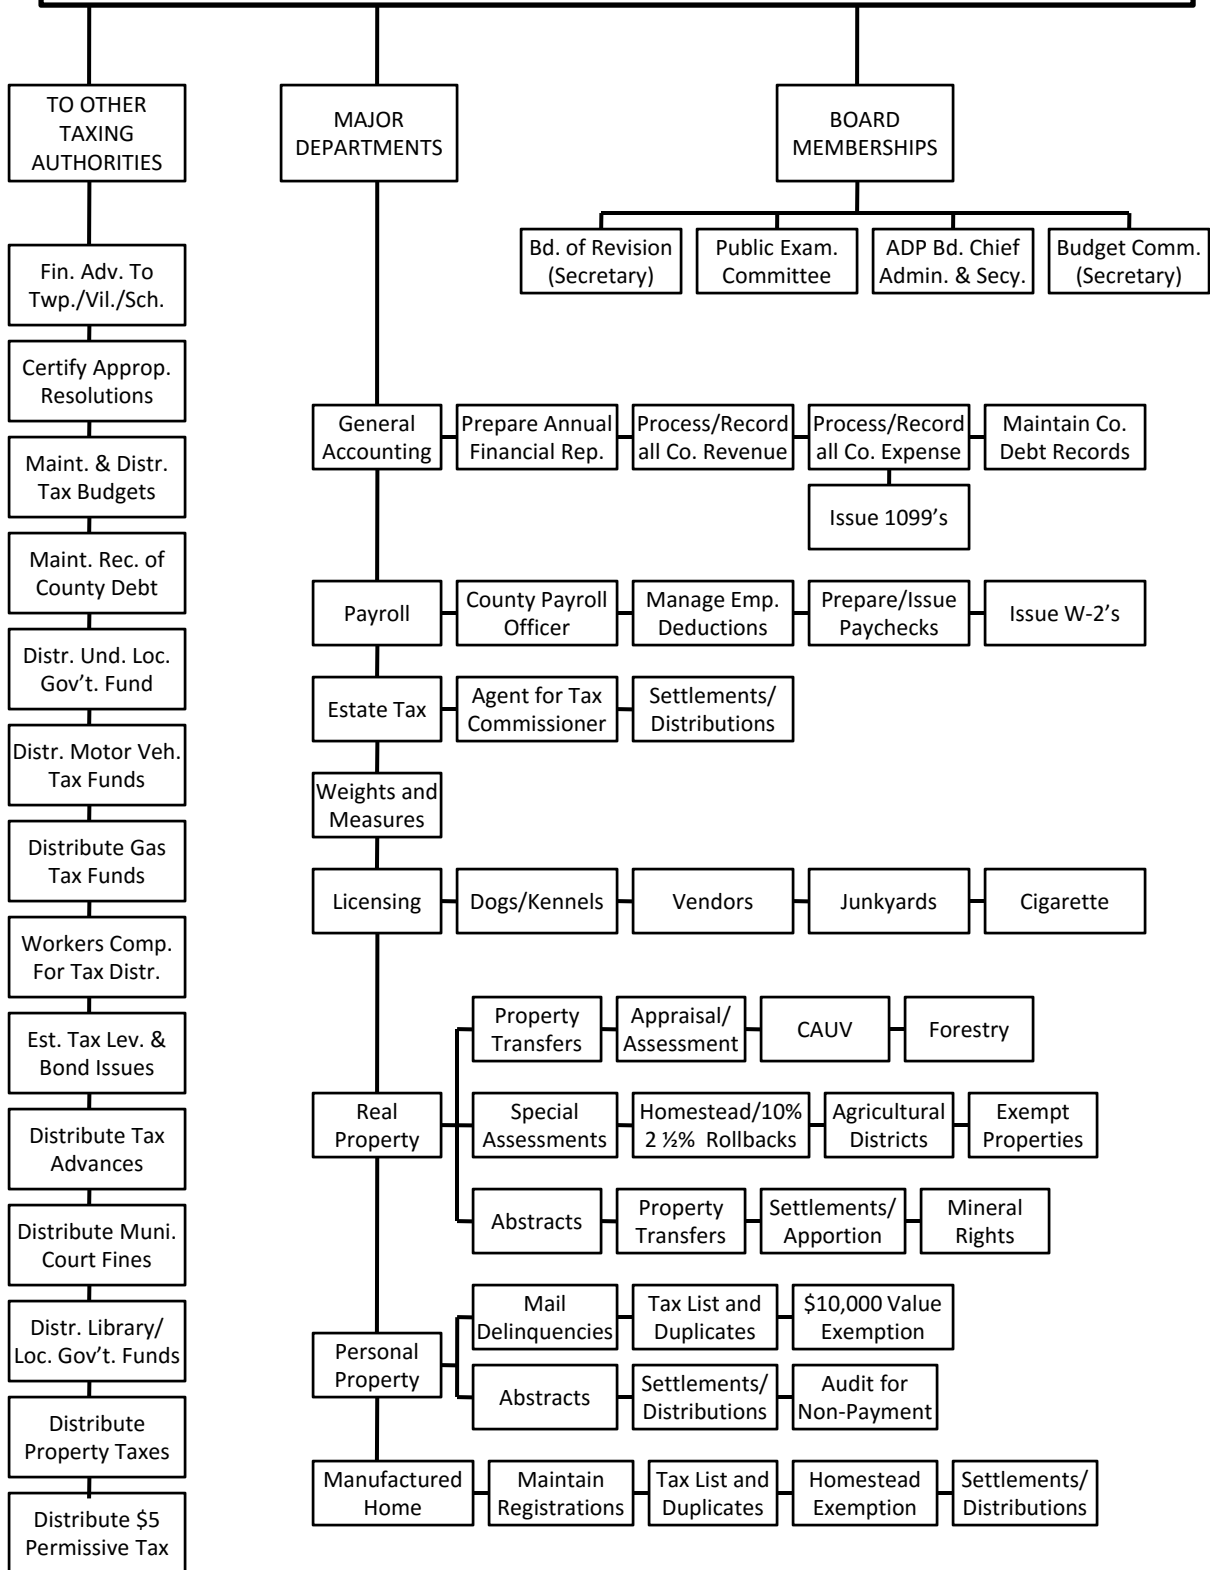 TO OTHER
TAXING
AUTHORITIES
Fin. Adv. To
Twp./Vil./Sch.
Certify Approp.
Resolutions
Maint. & Distr.
Tax Budgets
Maint. Rec. of
County Debt
Distr. Und. Loc.
Gov’t. Fund
Distr. Motor Veh.
Tax Funds
Distribute Gas
Tax Funds
Workers Comp.
For Tax Distr.
Est. Tax Lev. &
Bond Issues
Distribute Tax
Advances
Distribute Muni.
Court Fines
Distr. Library/
Loc. Gov’t. Funds
Distribute
Property Taxes
Distribute $5
Permissive Tax
MAJOR
DEPARTMENTS
General
Accounting
Prepare Annual
Financial Rep.
Process/Record
all Co. Revenue
Process/Record
all Co. Expense
Maintain Co.
Debt Records
Issue 1099’s
Payroll
County Payroll
Officer
Manage Emp.
Deductions
Prepare/Issue
Paychecks
Issue W-2’s
Estate Tax
Agent for Tax
Commissioner
Settlements/
Distributions
Weights and
Measures
Licensing
Dogs/Kennels
Vendors
Junkyards
Cigarette
Real
Property
Property
Transfers
Appraisal/
Assessment
CAUV
Forestry
Special
Assessments
Homestead/10%
2 ½% Rollbacks
Agricultural
Districts
Exempt
Properties
Abstracts
Property
Transfers
Settlements/
Apportion
Mineral
Rights
Personal
Property
Mail
Delinquencies
Tax List and
Duplicates
$10,000 Value
Exemption
Abstracts
Settlements/
Distributions
Audit for
Non-Payment
Manufactured
Home
Maintain
Registrations
Tax List and
Duplicates
Homestead
Exemption
Settlements/
Distributions
BOARD
MEMBERSHIPS
Bd. of Revision
(Secretary)
Public Exam.
Committee
ADP Bd. Chief
Admin. & Secy.
Budget Comm.
(Secretary)